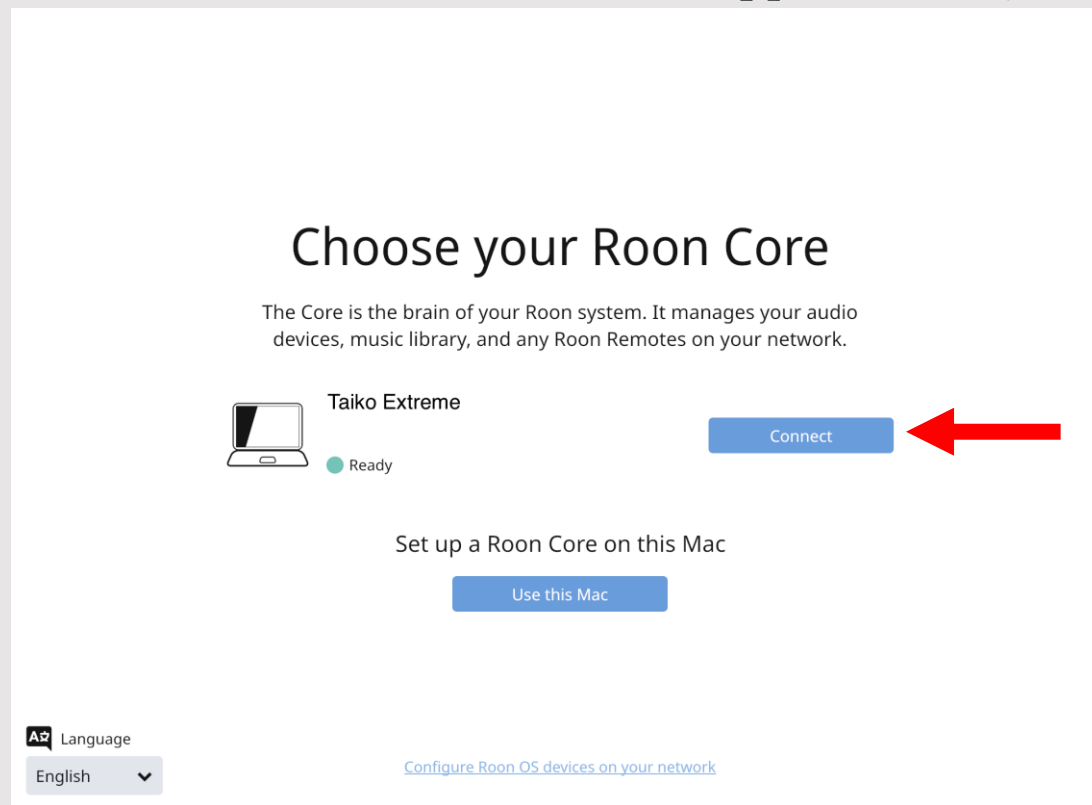 Choose your Roon Core
The Core is the brain of your Roon system. It manages your audio
devices, music library, and any Roon Remotes on your network.
Taiko Extreme
Connect
Ready
Set up a Roon Core on this Mac
Use this Mac
Language
English
Configure Roon OS devices on your network